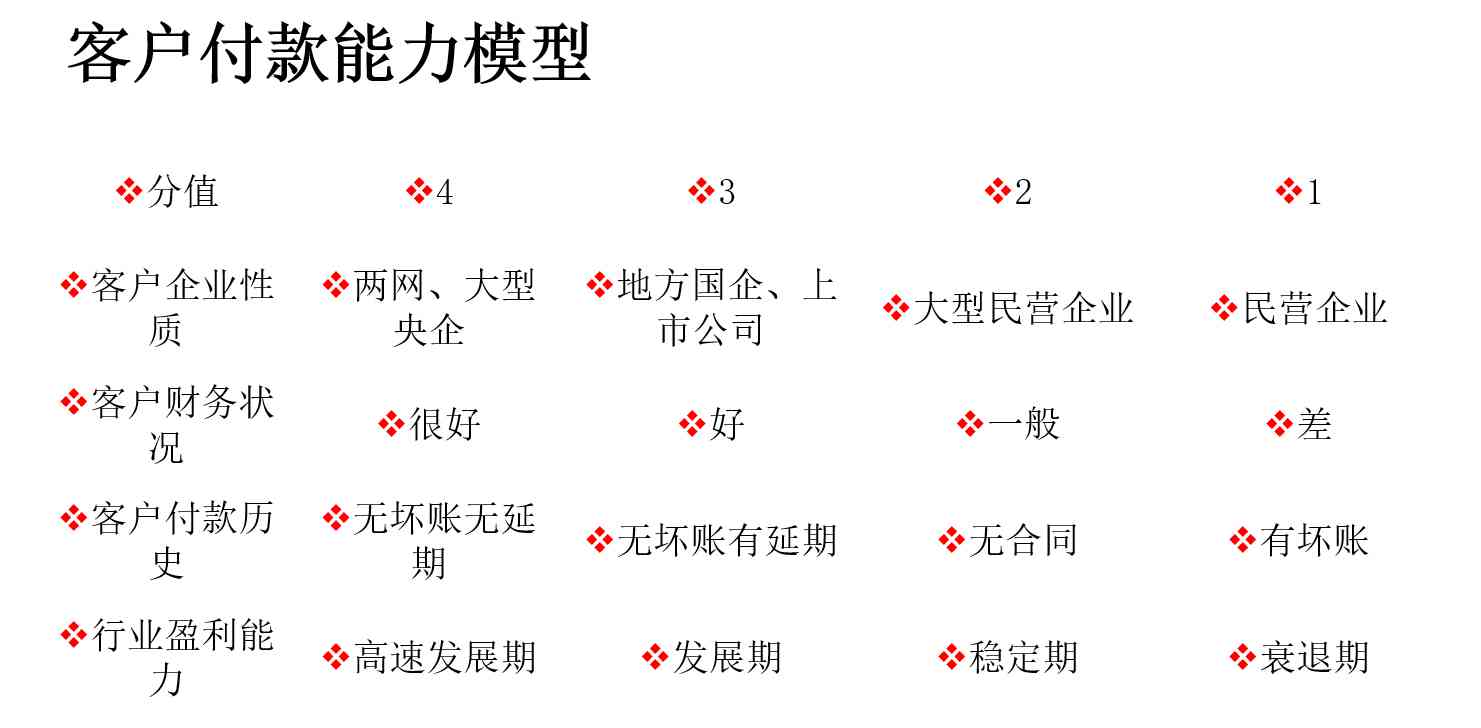 客户付款能力模型
❖分值 ❖4 ❖3 ❖2 ❖1
❖客户企业性质 ❖两网、大型央企 ❖地方国企、上市公司 ❖大型民营企业 ❖民营企业
❖客户财务状况 ❖很好 ❖好 ❖一般 ❖差
❖客户付款历史 ❖无坏账无延期 ❖无坏账有延期 ❖无合同 ❖有坏账
❖行业盈利能力 ❖高速发展期 ❖发展期 ❖稳定期 ❖衰退期